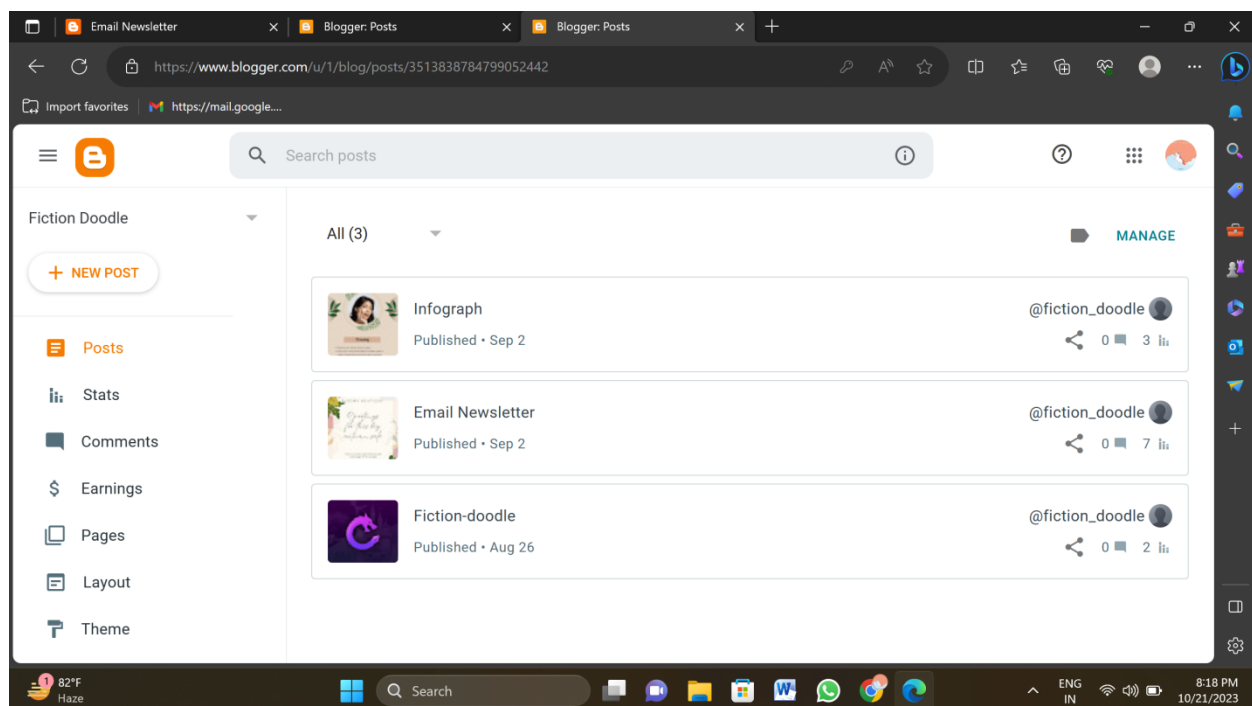 Email Newsletter
Blogger: Posts
Blogger: Posts
https://www.blogger.com/u/1/blog/posts/3513838784799052442
Import favorites
https://mail.google....
Search posts
Fiction Doodle
NEW POST
Posts
Stats
Comments
Earnings
Pages
Layout
Theme
All (3)
MANAGE
Infograph
@fiction_doodle
Published • Sep 2
0 3
Email Newsletter
@fiction_doodle
Published • Sep 2
0 7
Fiction-doodle
@fiction_doodle
Published • Aug 26
0 2
1
82°F
Haze
Search
ENG
IN
8:18 PM
10/21/2023